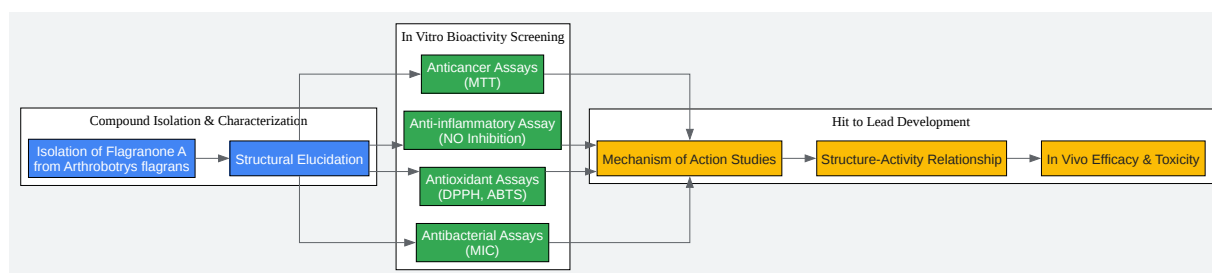 Compound Isolation & Characterization
Isolation of Flagranone A
from Arthrobotrys flagrans
Structural Elucidation
In Vitro Bioactivity Screening
Anticancer Assays
(MTT)
Anti-inflammatory Assay
(NO Inhibition)
Antioxidant Assays
(DPPH, ABTS)
Antibacterial Assays
(MIC)
Hit to Lead Development
Mechanism of Action Studies
Structure-Activity Relationship
In Vivo Efficacy & Toxicity